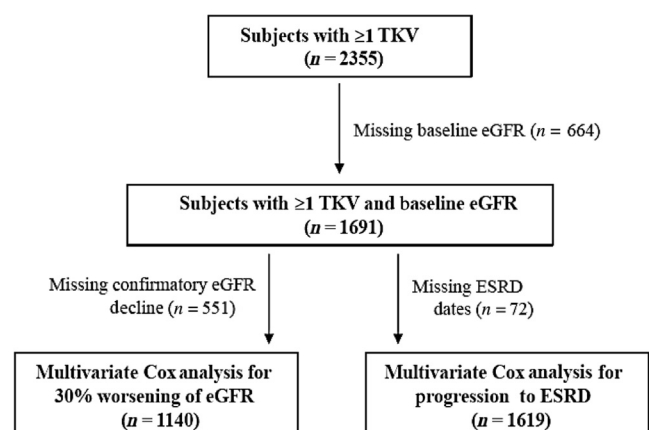 Subjects with ≥1 TKV
(n = 2355)
Missing baseline eGFR (n = 664)
Subjects with ≥1 TKV and baseline eGFR
(n = 1691)
Missing confirmatory eGFR
decline (n = 551)
Missing ESRD
dates (n = 72)
Multivariate Cox analysis for
30% worsening of eGFR
(n = 1140)
Multivariate Cox analysis for
progression to ESRD
(n = 1619)